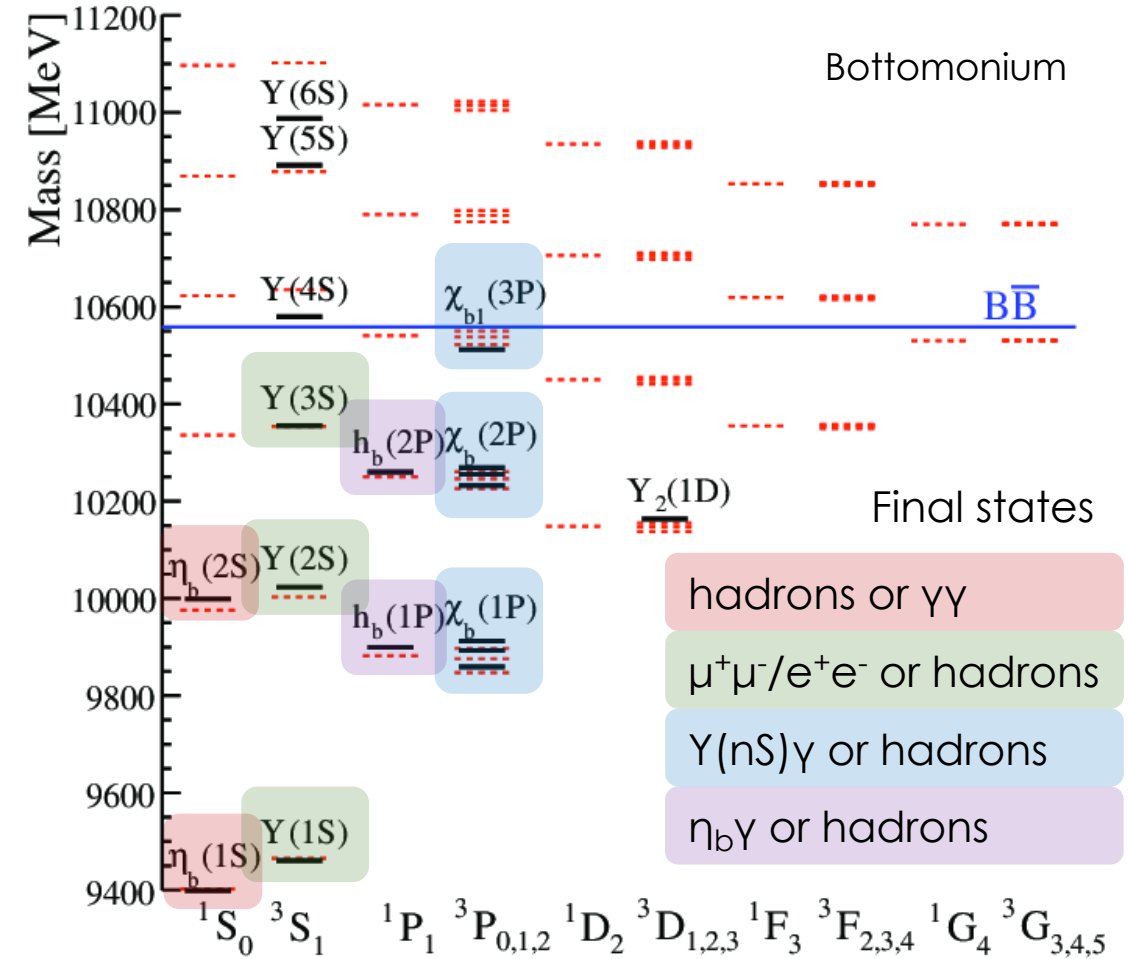 Mass [MeV]
11200
11000
10800
10600
10400
10200
10000
9800
9600
9400
Bottomonium
Υ(6S)
Υ(5S)
Υ(4S)
χb1(3P)
BB̅
Υ(3S)
hb(2P)
χb(2P)
Υ2(1D)
ηb(2S)
Υ(2S)
hb(1P)
χb(1P)
ηb(1S)
Υ(1S)
Final states
hadrons or γγ
μ⁺μ⁻/e⁺e⁻ or hadrons
Υ(nS)γ or hadrons
ηbγ or hadrons
¹S₀ ³S₁ ¹P₁ ³P₀,₁,₂ ¹D₂ ³D₁,₂,₃ ¹F₃ ³F₂,₃,₄ ¹G₄ ³G₃,₄,₅